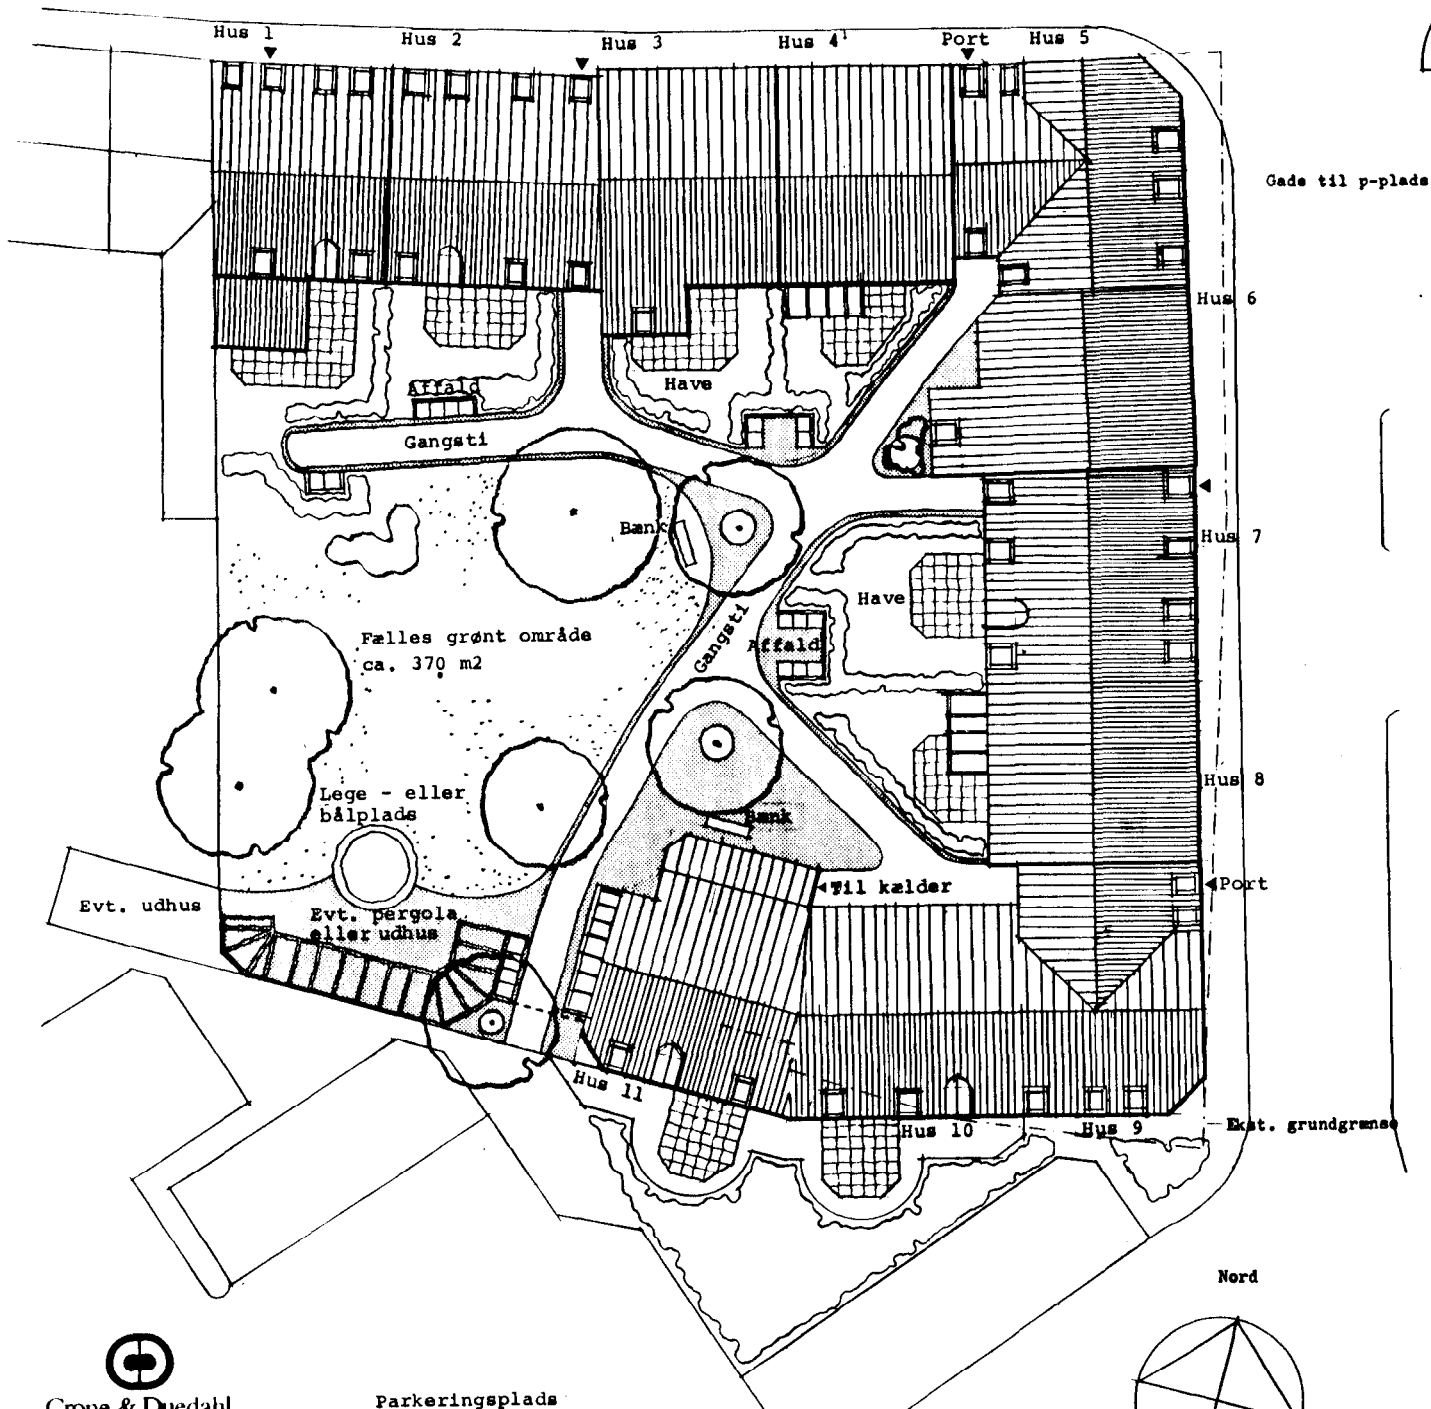 Hus 1
Hus 2
Hus 3
Hus 4
Port
Hus 5
Gade til p-plads
Hus 6
Affald
Have
Gangsti
Bænk
Hus 7
Have
Fælles grønt område
ca. 370 m2
Gangsti
Affald
Hus 8
Lege - eller
bålplads
Bænk
Til kælder
Port
Evt. udhus
Evt. pergola
eller udhus
Hus 11
Hus 10
Hus 9
Ekst. grundgrænse
Nord
Parkeringsplads